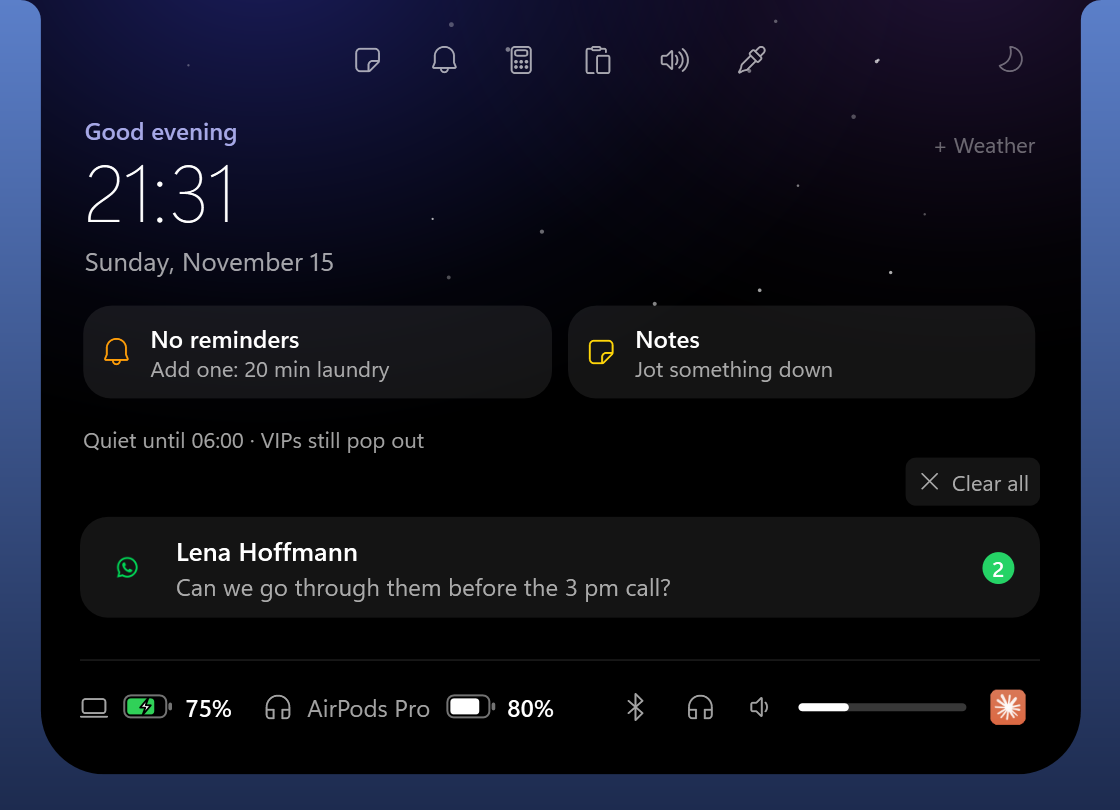 Good evening
+ Weather
21:31
Sunday, November 15
No reminders
Add one: 20 min laundry
Notes
Jot something down
Quiet until 06:00 · VIPs still pop out
Clear all
Lena Hoffmann
Can we go through them before the 3 pm call?
2
75%
AirPods Pro
80%